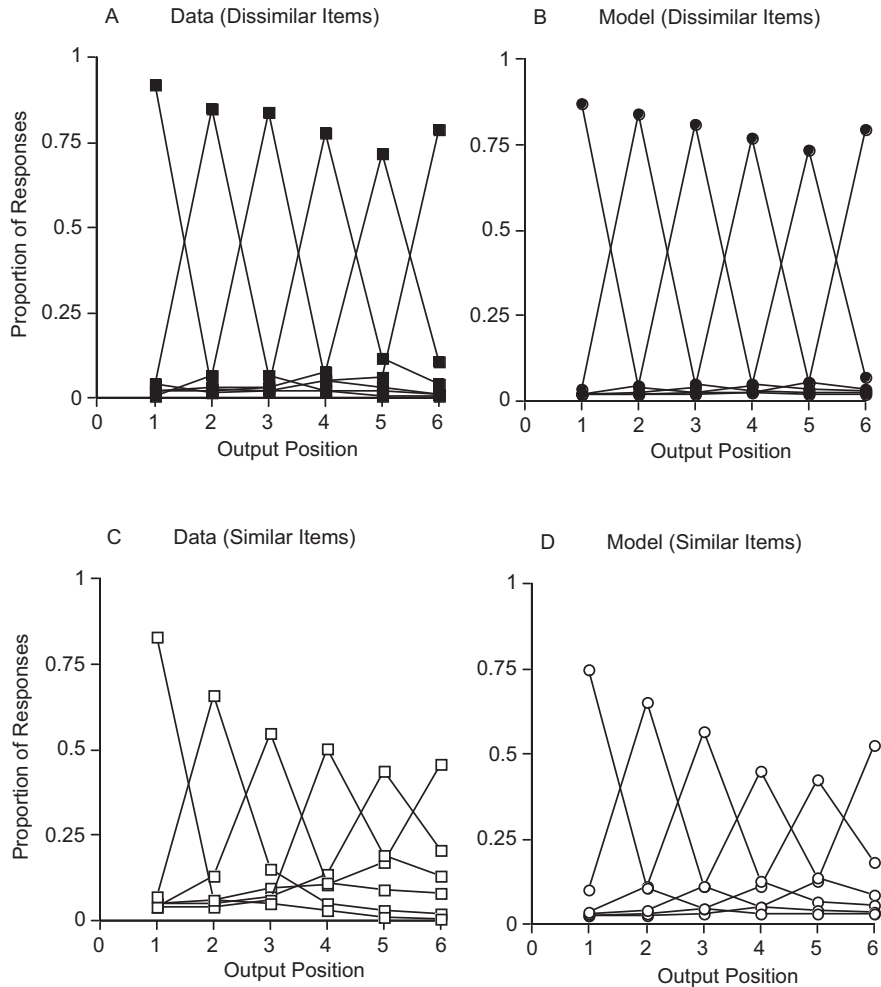 A Data (Dissimilar Items)
1
0.75
0.5
0.25
0
Proportion of Responses
0 1 2 3 4 5 6
Output Position
B Model (Dissimilar Items)
1
0.75
0.5
0.25
0
0 1 2 3 4 5 6
Output Position
C Data (Similar Items)
1
0.75
0.5
0.25
0
Proportion of Responses
0 1 2 3 4 5 6
Output Position
D Model (Similar Items)
1
0.75
0.5
0.25
0
0 1 2 3 4 5 6
Output Position